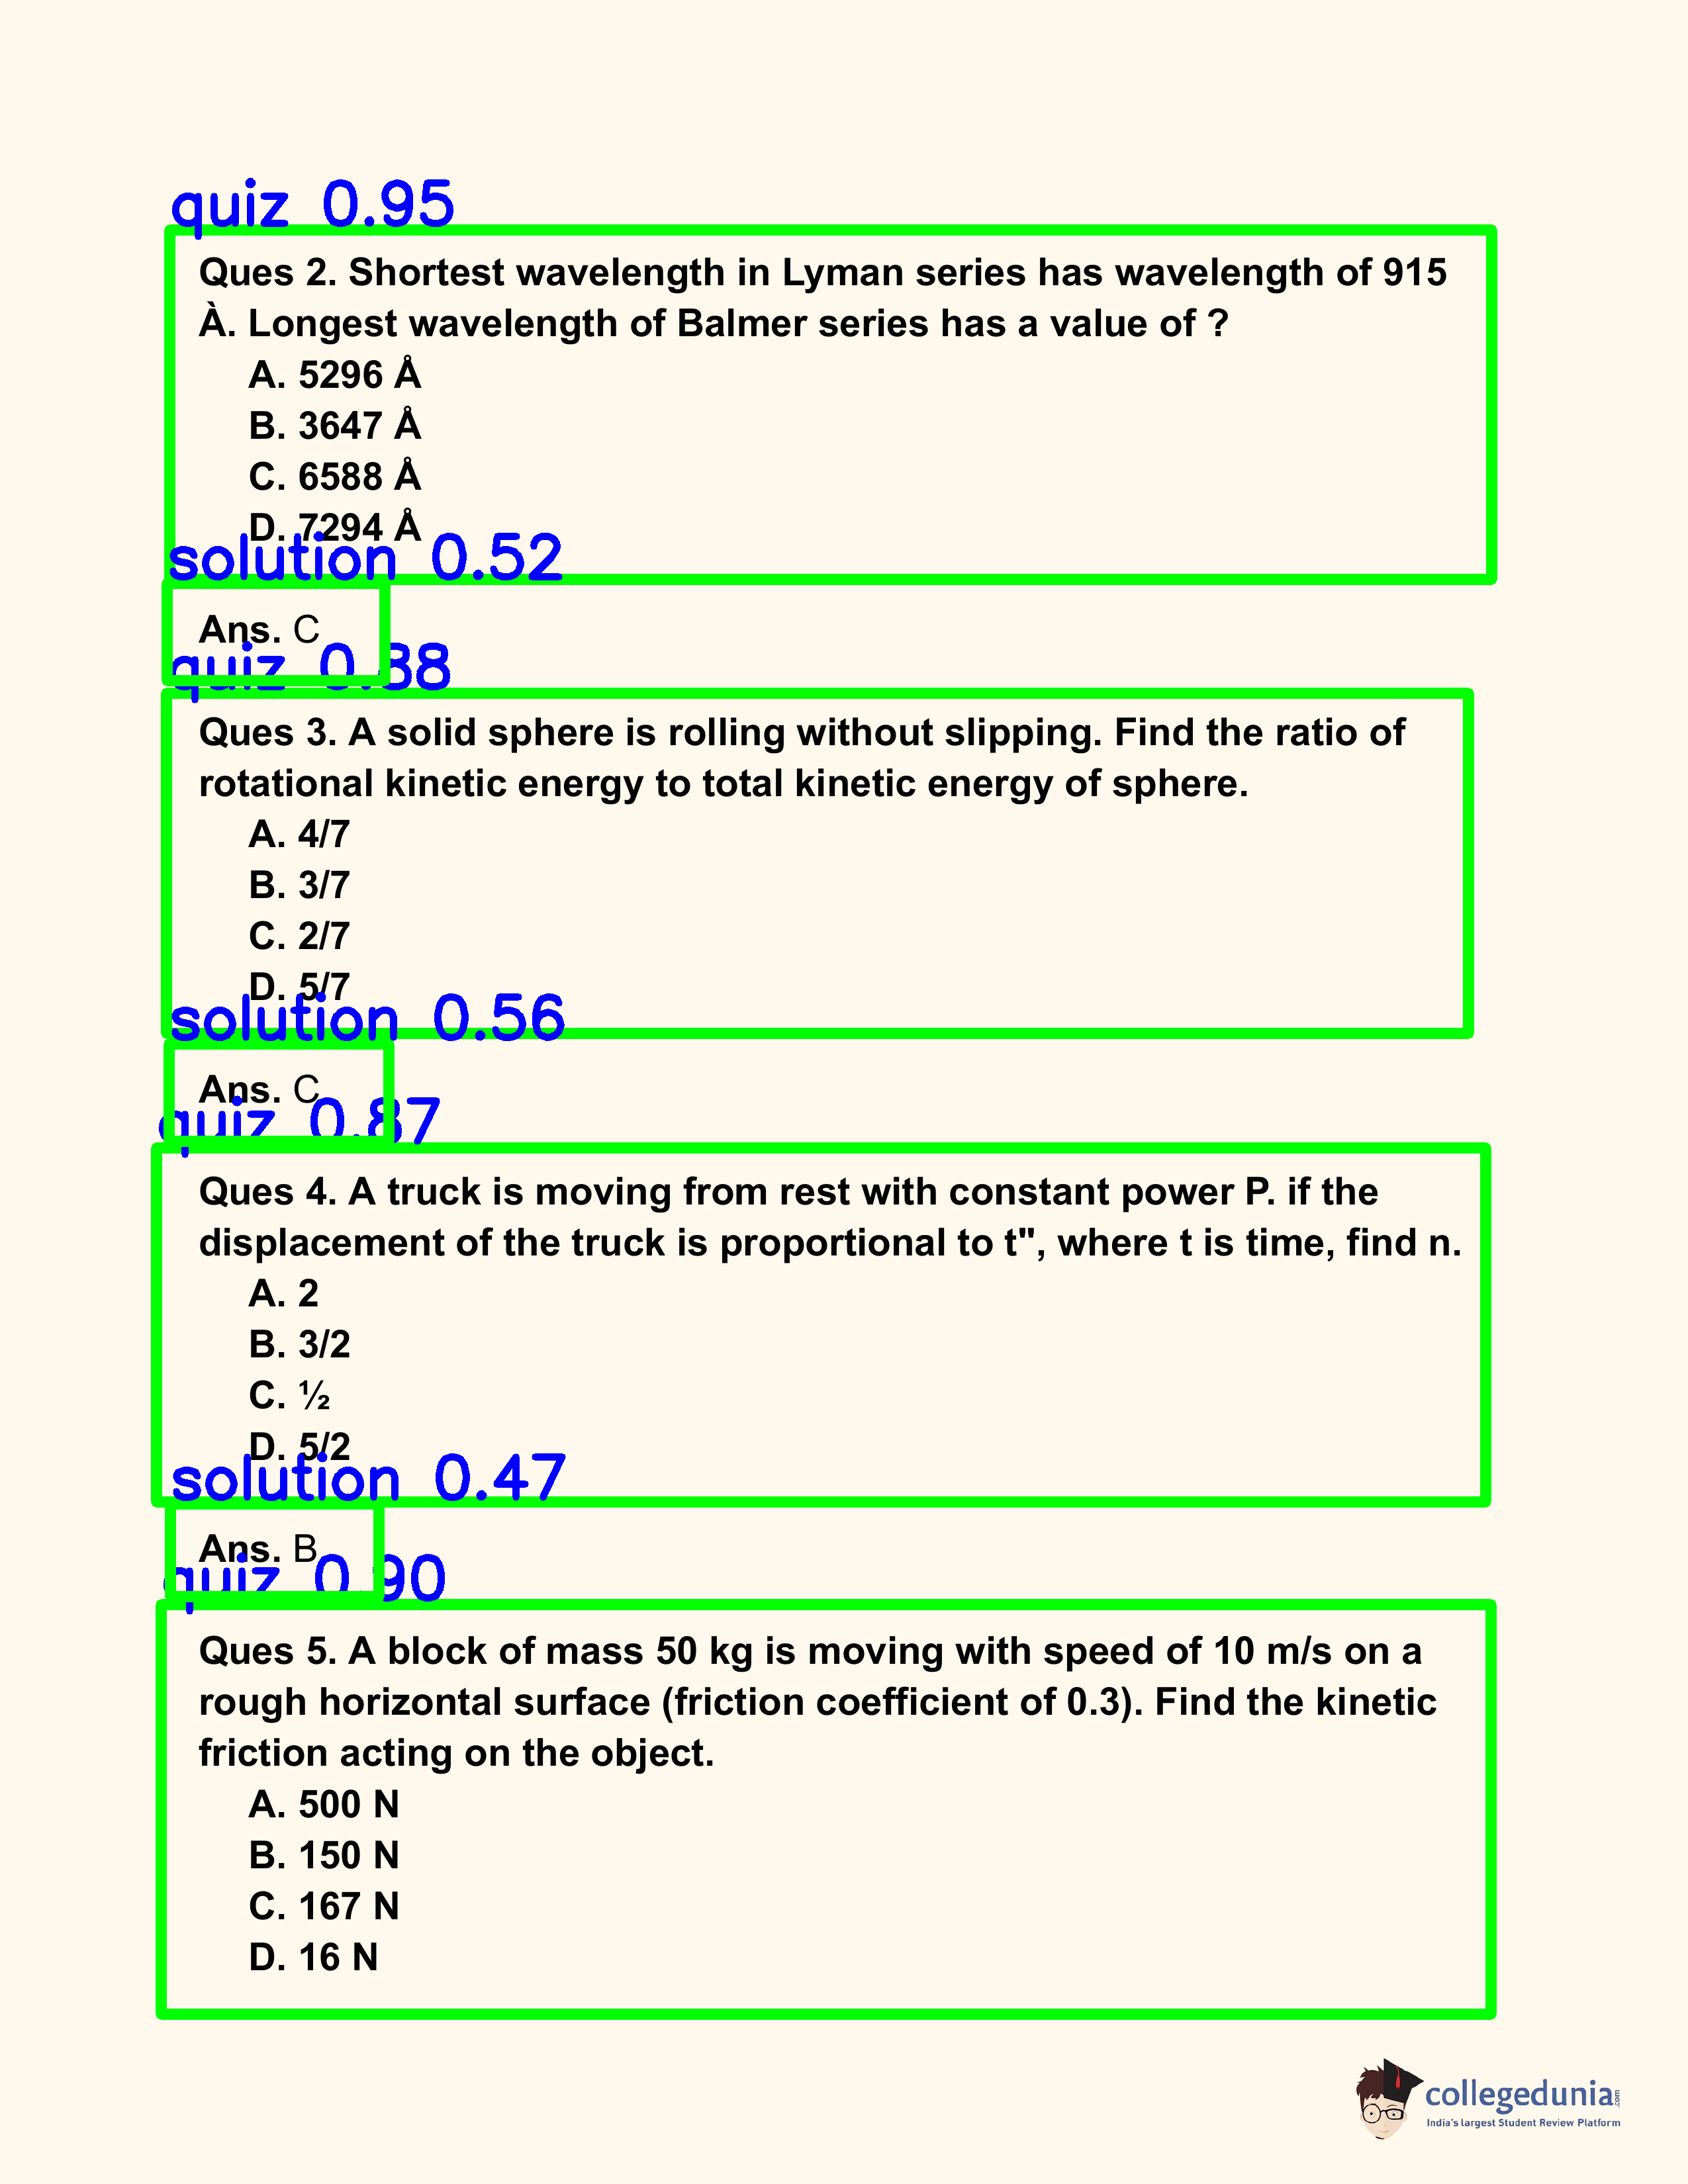 quiz 0.95
Ques 2. Shortest wavelength in Lyman series has wavelength of 915
À. Longest wavelength of Balmer series has a value of ?
A. 5296 Å
B. 3647 Å
C. 6588 Å
D. 7294 Å
solution 0.52
Ans. C
quiz 0.88
Ques 3. A solid sphere is rolling without slipping. Find the ratio of
rotational kinetic energy to total kinetic energy of sphere.
A. 4/7
B. 3/7
C. 2/7
D. 5/7
solution 0.56
Ans. C
quiz 0.87
Ques 4. A truck is moving from rest with constant power P. if the
displacement of the truck is proportional to t", where t is time, find n.
A. 2
B. 3/2
C. ½
D. 5/2
solution 0.47
Ans. B
quiz 0.90
Ques 5. A block of mass 50 kg is moving with speed of 10 m/s on a
rough horizontal surface (friction coefficient of 0.3). Find the kinetic
friction acting on the object.
A. 500 N
B. 150 N
C. 167 N
D. 16 N
collegedunia.com
India's largest Student Review Platform